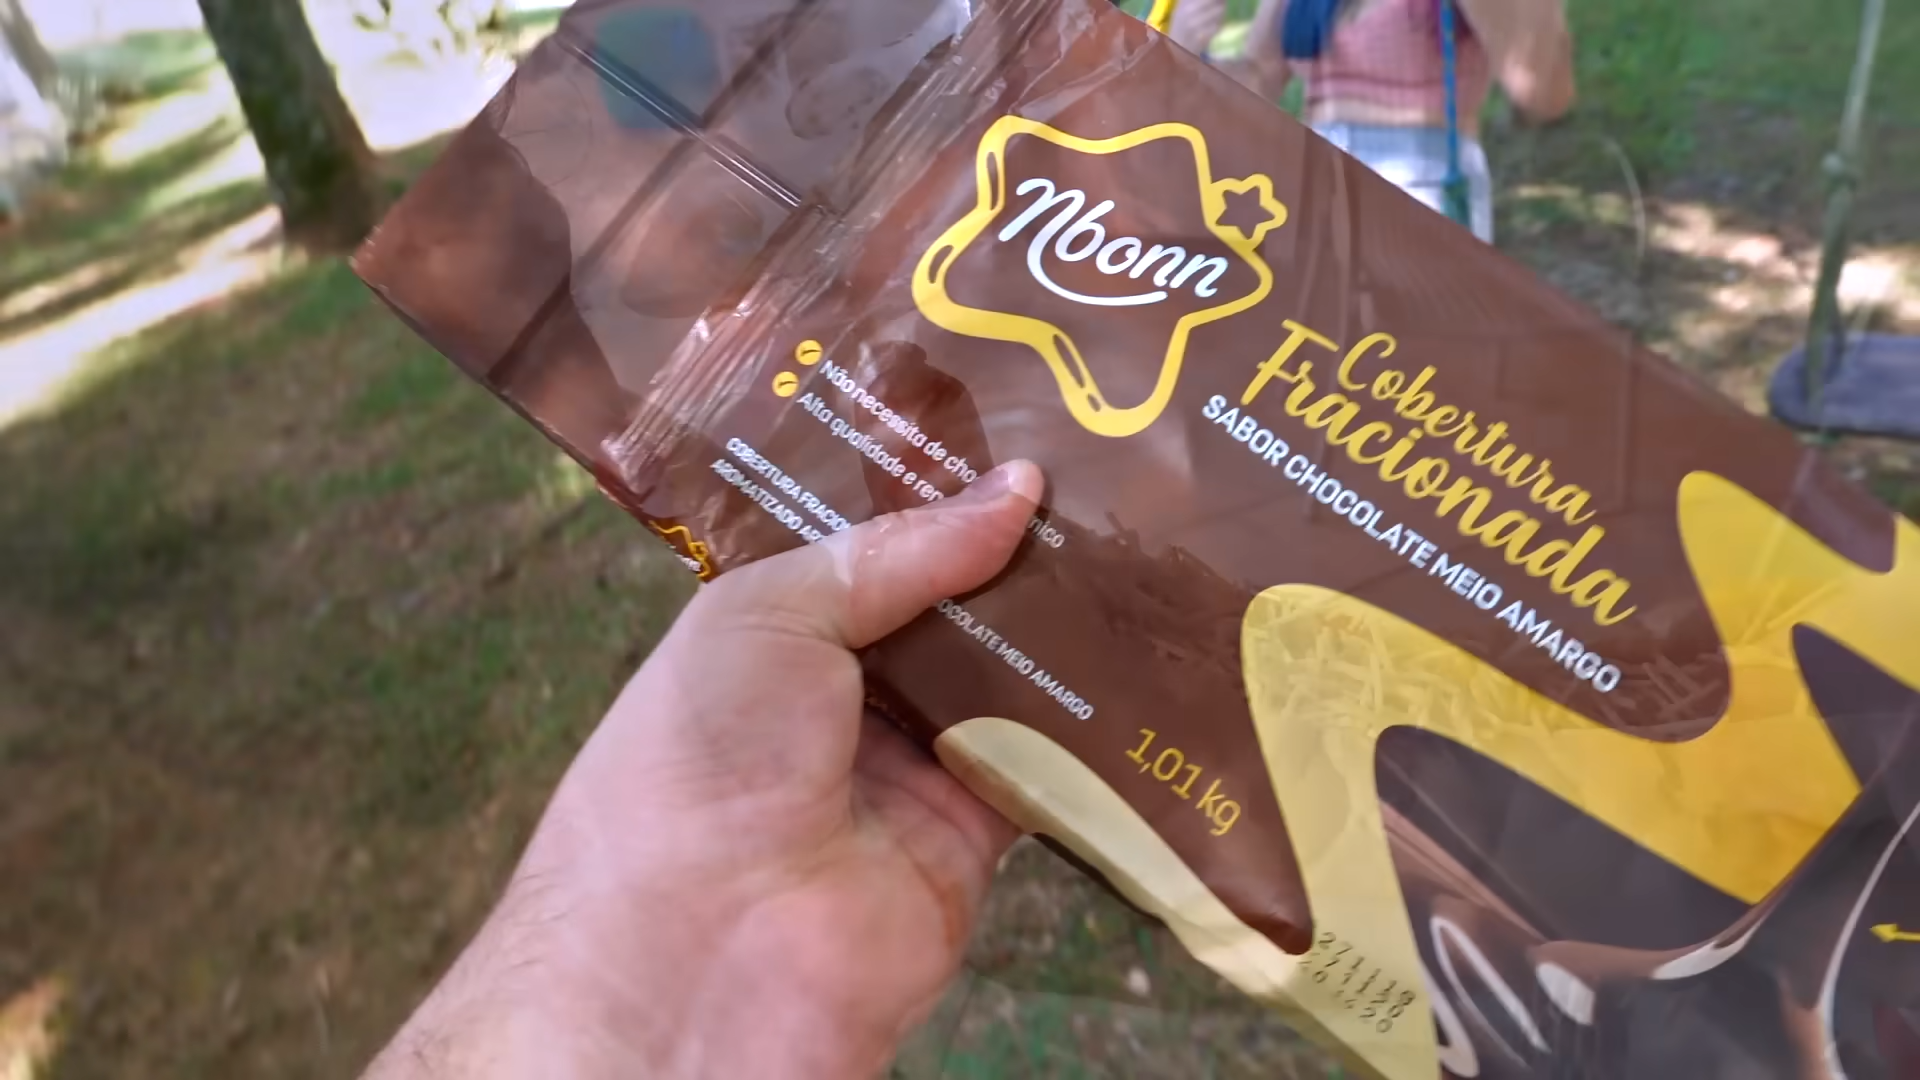 Nbonn
Cobertura
Fracionada
SABOR CHOCOLATE MEIO AMARGO
Não necessita de
Alta qualidade e
COBERTURA
AROMATIZADO
MEIO AMARGO
1,01 kg